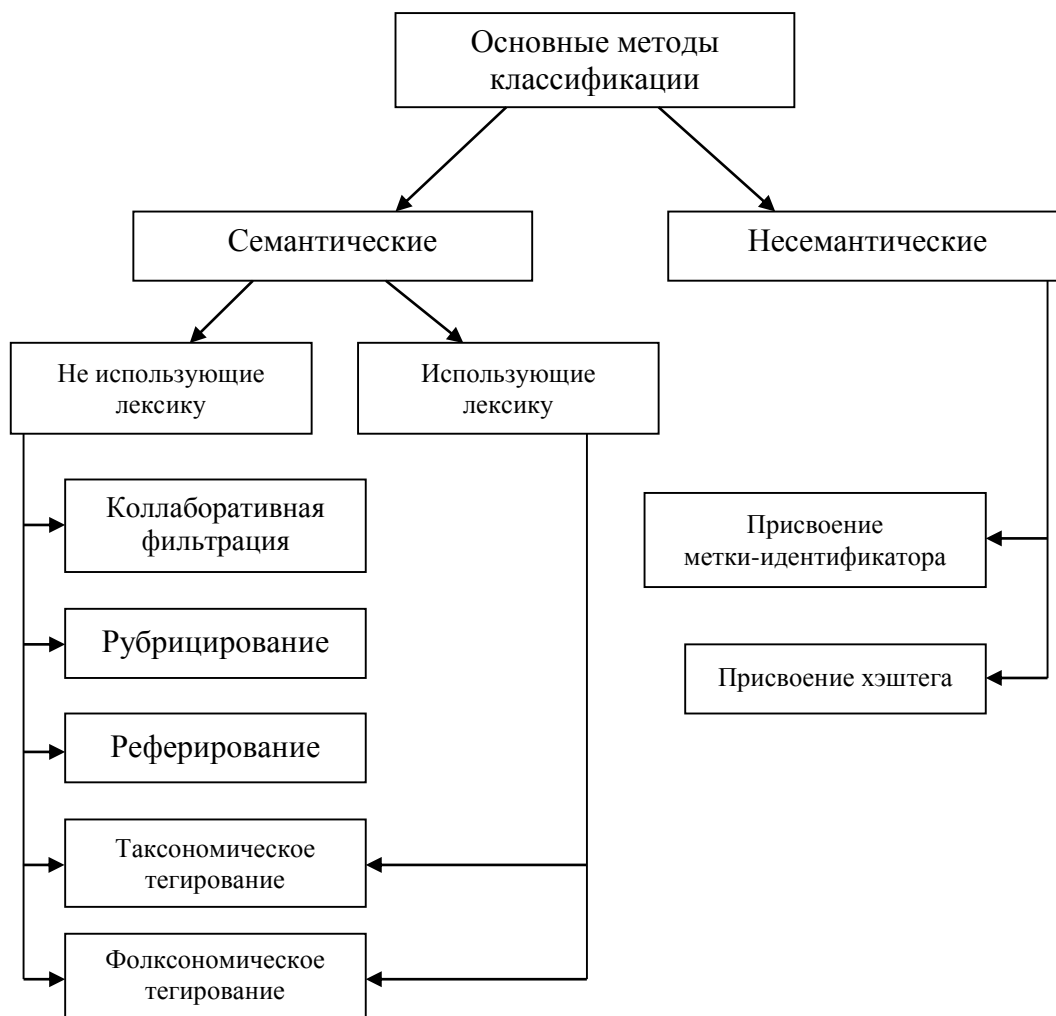 Основные методы
классификации
Семантические
Несемантические
Не использующие
лексику
Использующие
лексику
Коллаборативная
фильтрация
Присвоение
метки-идентификатора
Рубрицирование
Присвоение хэштега
Реферирование
Таксономическое
тегирование
Фолксономическое
тегирование